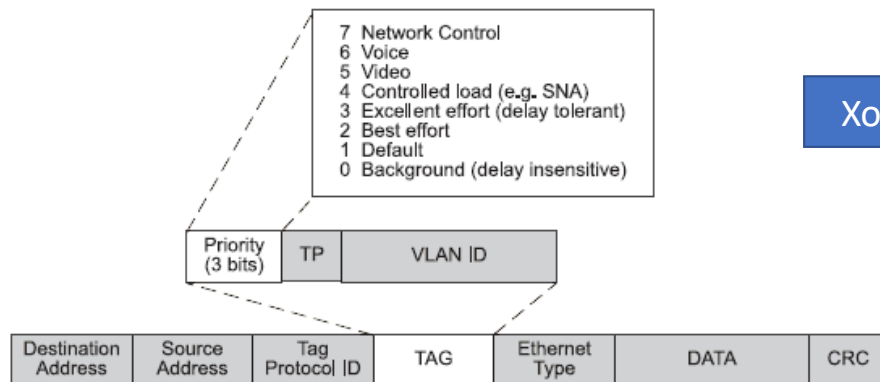 7 Network Control
6 Voice
5 Video
4 Controlled load (e.g. SNA)
3 Excellent effort (delay tolerant)
2 Best effort
1 Default
0 Background (delay insensitive)
Xo
Priority
(3 bits)
TP
VLAN ID
Destination
Address
Source
Address
Tag
Protocol ID
TAG
Ethernet
Type
DATA
CRC